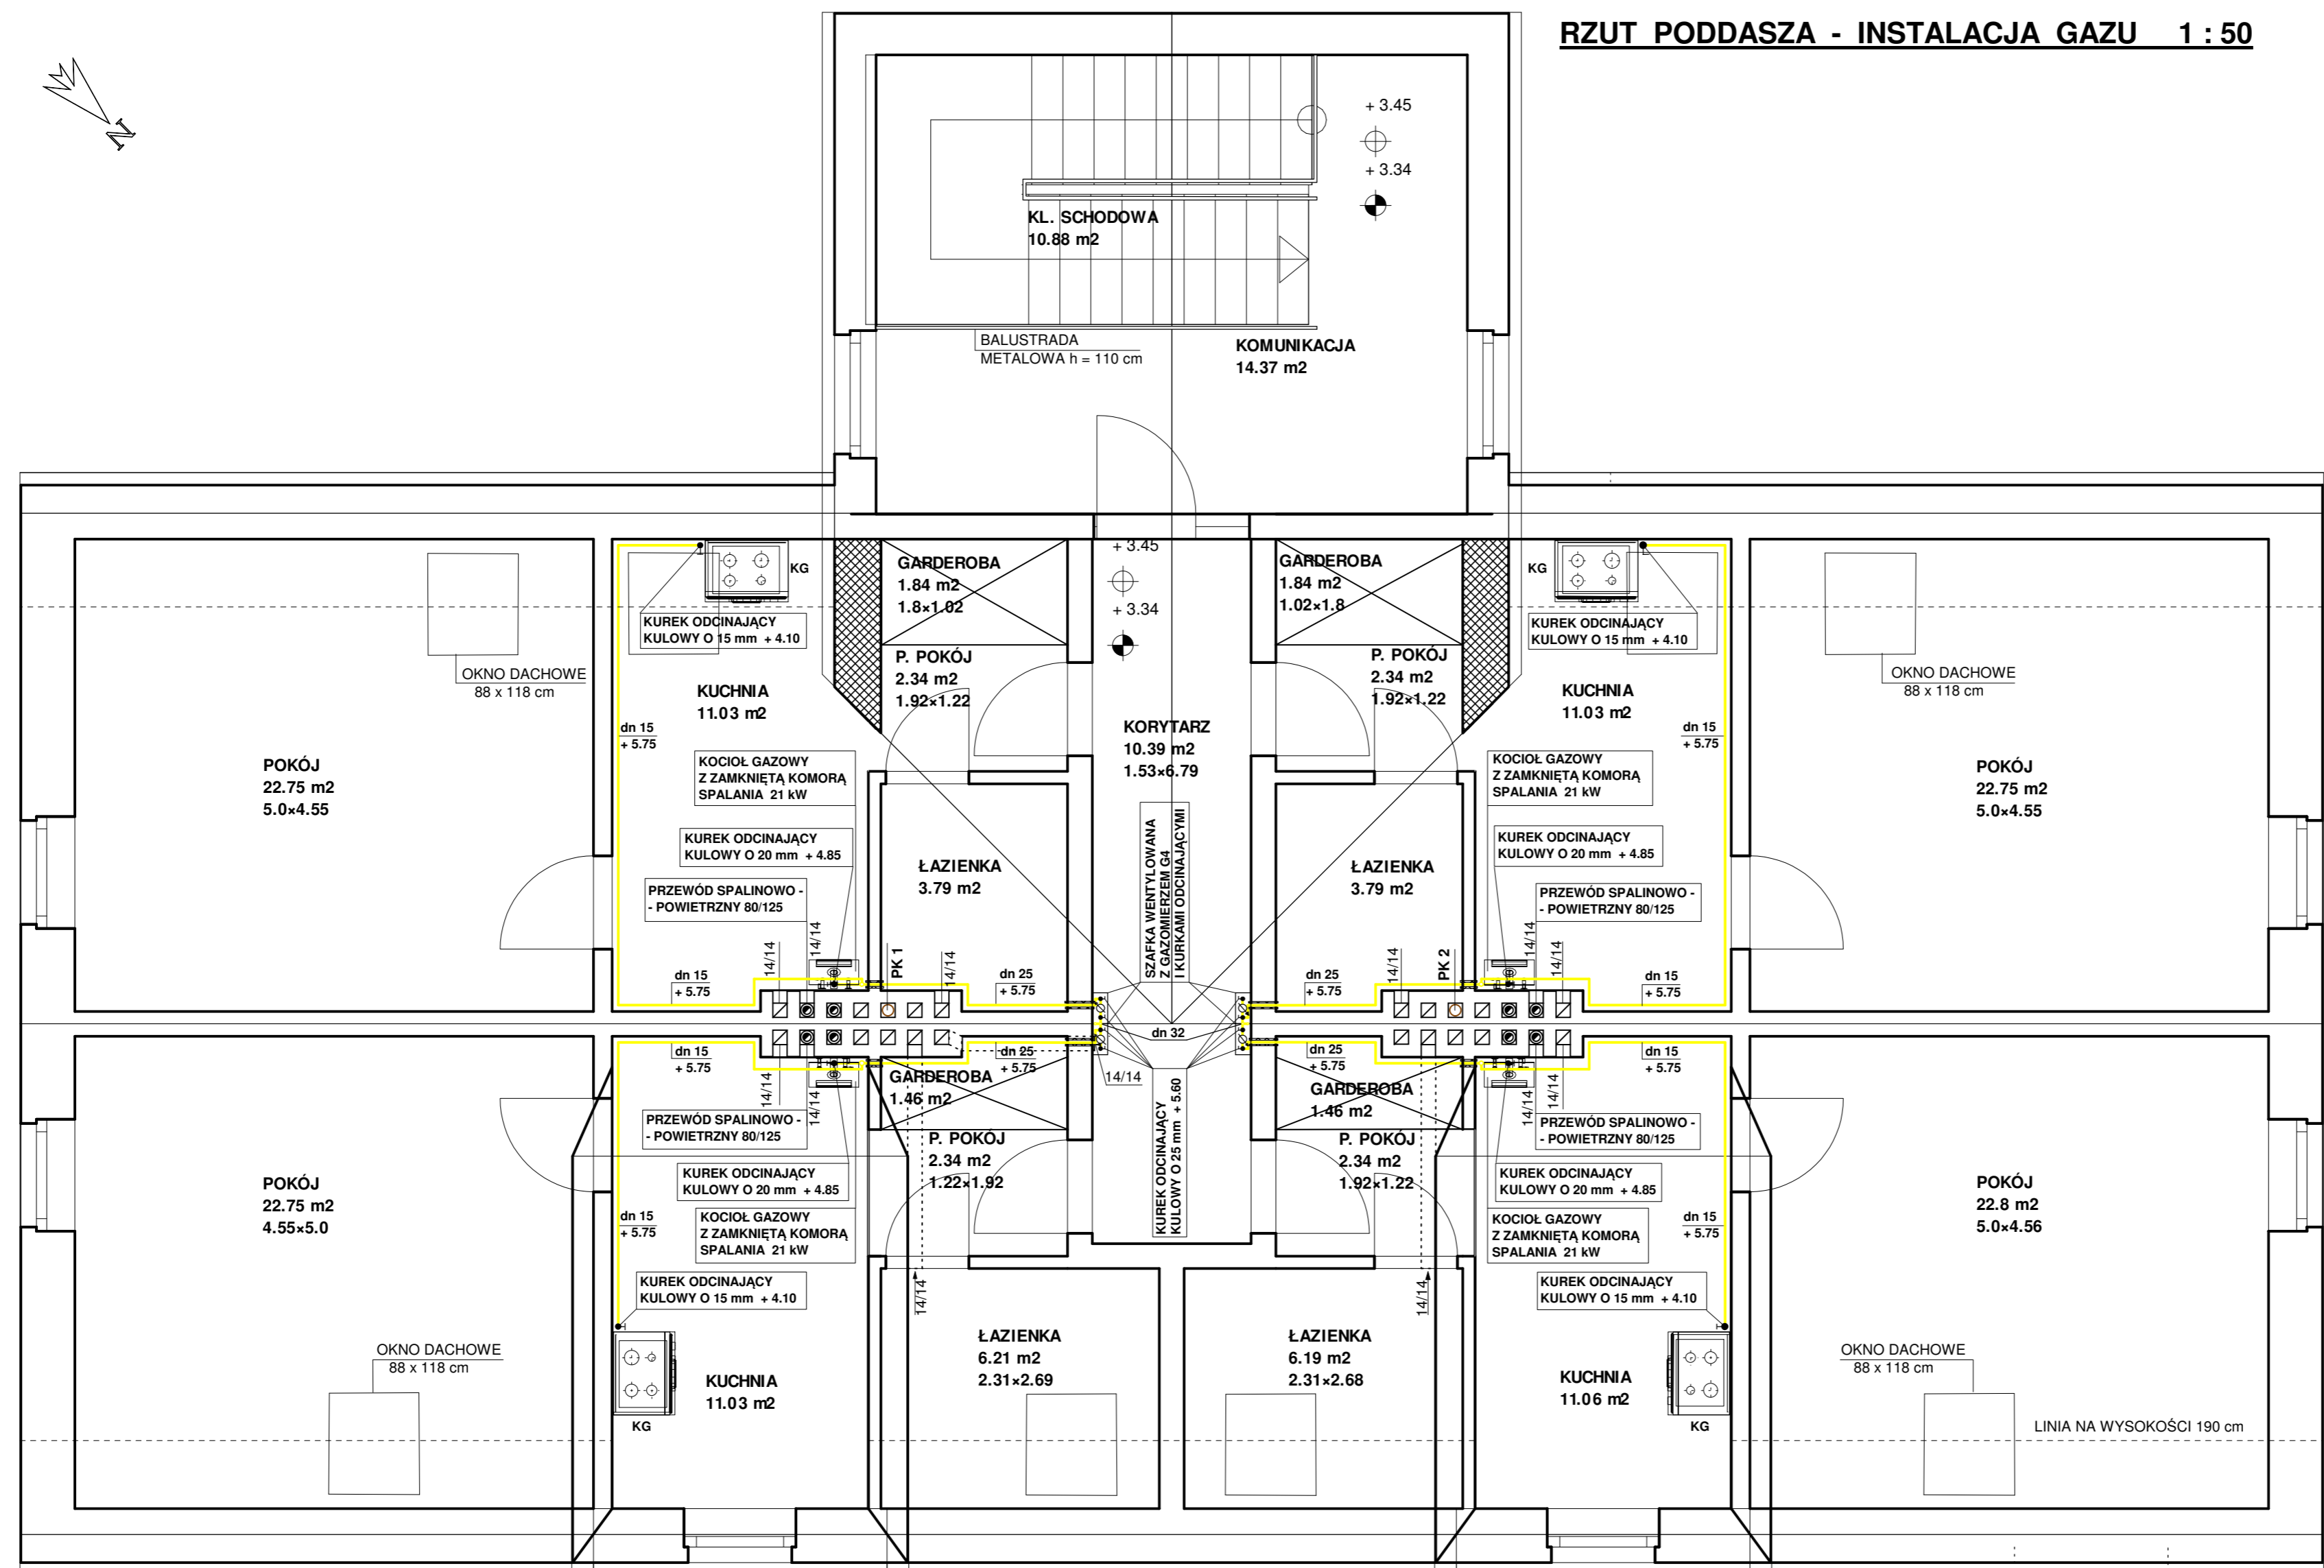 RZUT PODDASZA - INSTALACJA GAZU 1 : 50
N
+ 3.45
+ 3.34
KL. SCHODOWA
10.88 m2
BALUSTRADA
METALOWA h = 110 cm
KOMUNIKACJA
14.37 m2
POKÓJ
22.75 m2
5.0×4.55
OKNO DACHOWE
88 x 118 cm
KG
KUREK ODCINAJĄCY
KULOWY O 15 mm + 4.10
KUCHNIA
11.03 m2
dn 15
+ 5.75
KOCIOŁ GAZOWY
Z ZAMKNIĘTĄ KOMORĄ
SPALANIA 21 kW
KUREK ODCINAJĄCY
KULOWY O 20 mm + 4.85
PRZEWÓD SPALINOWO -
- POWIETRZNY 80/125
14/14
14/14
PK 1
14/14
dn 15
+ 5.75
dn 25
+ 5.75
GARDEROBA
1.84 m2
1.8×1.02
P. POKÓJ
2.34 m2
1.92×1.22
ŁAZIENKA
3.79 m2
+ 3.45
+ 3.34
KORYTARZ
10.39 m2
1.53×6.79
SZAFKA WENTYLOWANA
Z GAZOMIERZEM G4
I KURKAMI ODCINAJĄCYMI
dn 32
KUREK ODCINAJĄCY
KULOWY O 25 mm + 5.60
14/14
GARDEROBA
1.84 m2
1.02×1.8
P. POKÓJ
2.34 m2
1.92×1.22
ŁAZIENKA
3.79 m2
KG
KUREK ODCINAJĄCY
KULOWY O 15 mm + 4.10
KUCHNIA
11.03 m2
dn 15
+ 5.75
KOCIOŁ GAZOWY
Z ZAMKNIĘTĄ KOMORĄ
SPALANIA 21 kW
KUREK ODCINAJĄCY
KULOWY O 20 mm + 4.85
PRZEWÓD SPALINOWO -
- POWIETRZNY 80/125
14/14
PK 2
14/14
14/14
dn 25
+ 5.75
dn 15
+ 5.75
OKNO DACHOWE
88 x 118 cm
POKÓJ
22.75 m2
5.0×4.55
POKÓJ
22.75 m2
4.55×5.0
OKNO DACHOWE
88 x 118 cm
dn 15
+ 5.75
14/14
14/14
dn 25
+ 5.75
GARDEROBA
1.46 m2
PRZEWÓD SPALINOWO -
- POWIETRZNY 80/125
KUREK ODCINAJĄCY
KULOWY O 20 mm + 4.85
KOCIOŁ GAZOWY
Z ZAMKNIĘTĄ KOMORĄ
SPALANIA 21 kW
dn 15
+ 5.75
KUREK ODCINAJĄCY
KULOWY O 15 mm + 4.10
P. POKÓJ
2.34 m2
1.22×1.92
14/14
KUCHNIA
11.03 m2
KG
ŁAZIENKA
6.21 m2
2.31×2.69
ŁAZIENKA
6.19 m2
2.31×2.68
dn 25
+ 5.75
GARDEROBA
1.46 m2
P. POKÓJ
2.34 m2
1.92×1.22
14/14
14/14
14/14
dn 15
+ 5.75
PRZEWÓD SPALINOWO -
- POWIETRZNY 80/125
KUREK ODCINAJĄCY
KULOWY O 20 mm + 4.85
KOCIOŁ GAZOWY
Z ZAMKNIĘTĄ KOMORĄ
SPALANIA 21 kW
dn 15
+ 5.75
KUREK ODCINAJĄCY
KULOWY O 15 mm + 4.10
KUCHNIA
11.06 m2
KG
POKÓJ
22.8 m2
5.0×4.56
OKNO DACHOWE
88 x 118 cm
LINIA NA WYSOKOŚCI 190 cm